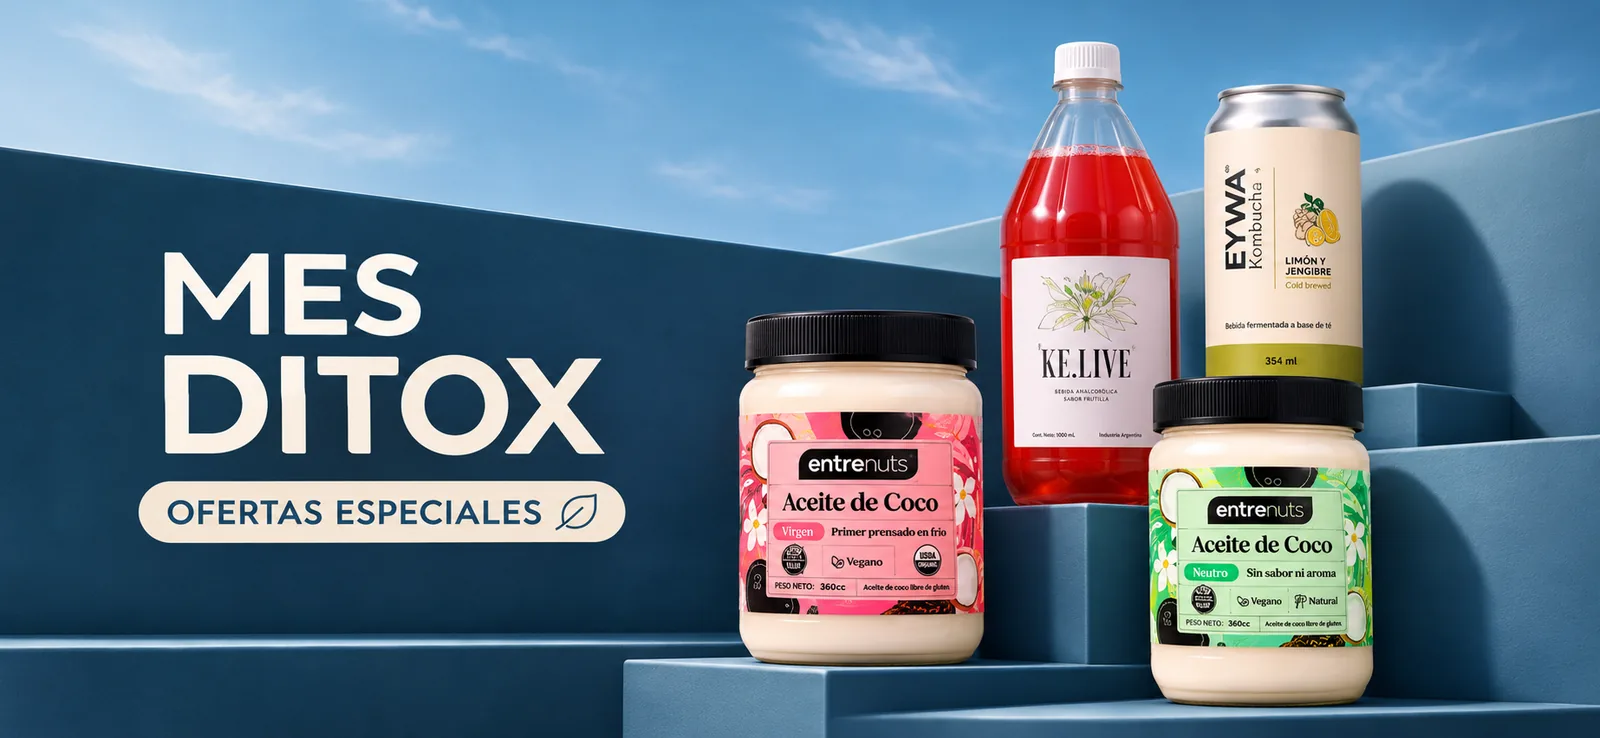 MES
DITOX
OFERTAS ESPECIALES
KE.LIVE
BEBIDA ANALCOHÓLICA
SABOR FRUTILLA
Cont. Neto: 1000 mL
Industria Argentina
EYWA
Kombucha
LIMÓN Y
JENGIBRE
Cold brewed
Bebida fermentada a base de té
354 ml
entrenuts
Aceite de Coco
Virgen Primer prensado en frio
Vegano
USDA
ORGANIC
PESO NETO: 360cc Aceite de coco libre de gluten.
entrenuts
Aceite de Coco
Neutro Sin sabor ni aroma
Vegano Natural
PESO NETO: 360cc Aceite de coco libre de gluten.